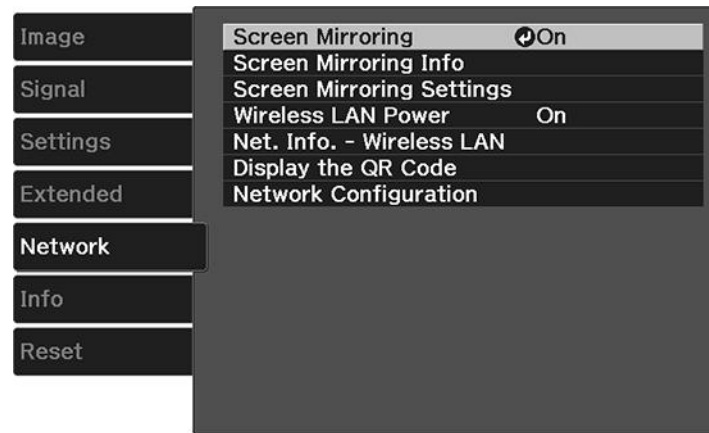 Image
Signal
Settings
Extended
Network
Info
Reset
Screen Mirroring On
Screen Mirroring Info
Screen Mirroring Settings
Wireless LAN Power On
Net. Info. - Wireless LAN
Display the QR Code
Network Configuration